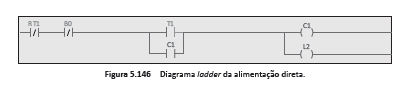 RT1 B0 T1 C1
C1 L2
Figura 5.146 Diagrama ladder da alimentação direta.